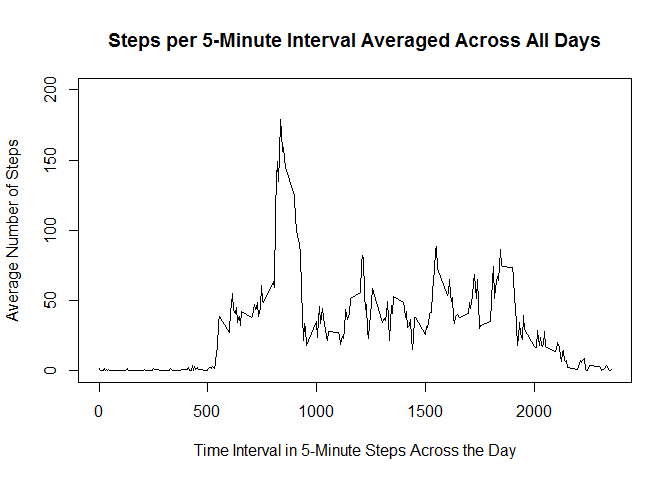 Steps per 5-Minute Interval Averaged Across All Days
Average Number of Steps
200
150
100
50
0
0 500 1000 1500 2000
Time Interval in 5-Minute Steps Across the Day